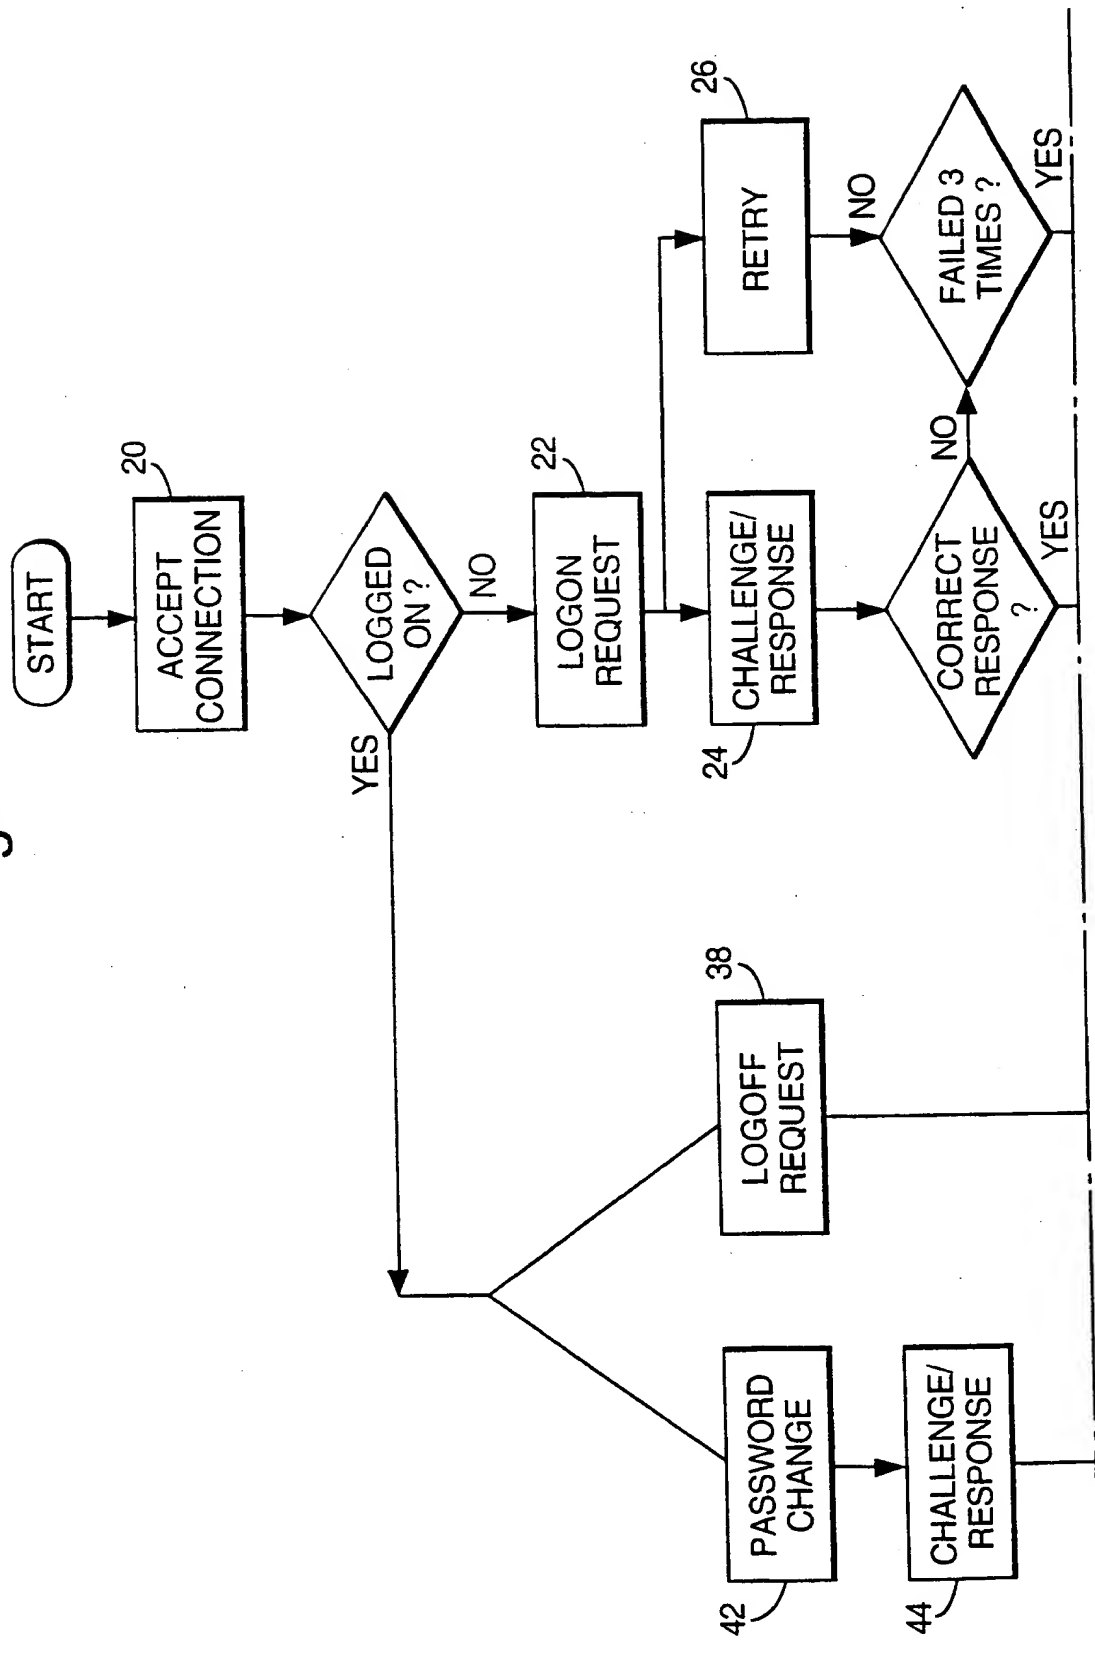 START
20
ACCEPT
CONNECTION
LOGGED
ON ?
YES
NO
22
LOGON
REQUEST
26
RETRY
24
CHALLENGE/
RESPONSE
NO
FAILED 3
TIMES ?
YES
CORRECT
RESPONSE
?
NO
YES
38
LOGOFF
REQUEST
42
PASSWORD
CHANGE
44
CHALLENGE/
RESPONSE